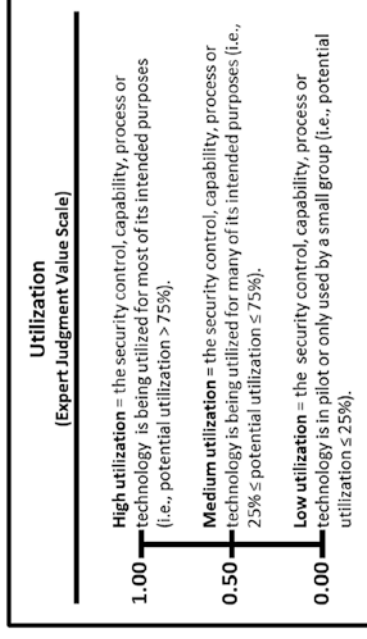 Utilization
(Expert Judgment Value Scale)
High utilization = the security control, capability, process or
1.00 technology is being utilized for most of its intended purposes
(i.e., potential utilization > 75%).
Medium utilization = the security control, capability, process or
0.50 technology is being utilized for many of its intended purposes (i.e.,
25% ≤ potential utilization ≤ 75%).
Low utilization = the security control, capability, process or
0.00 technology is in pilot or only used by a small group (i.e., potential
utilization ≤ 25%).